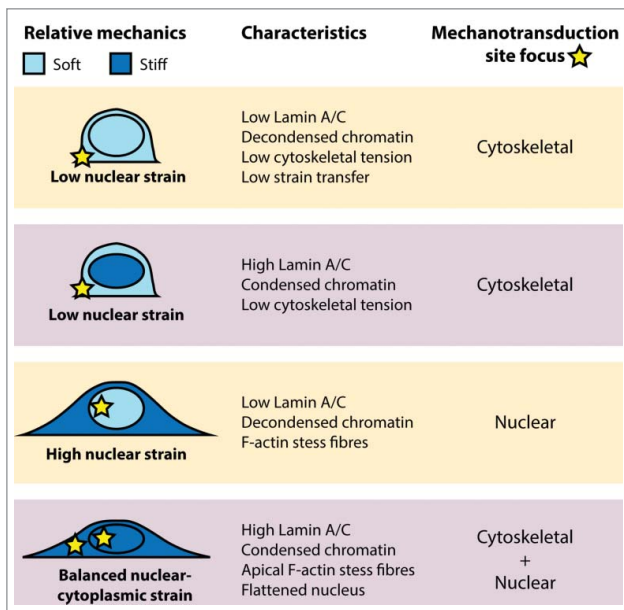 Relative mechanics
Soft Stiff
Characteristics
Mechanotransduction
site focus
Low nuclear strain
Low Lamin A/C
Decondensed chromatin
Low cytoskeletal tension
Low strain transfer
Cytoskeletal
Low nuclear strain
High Lamin A/C
Condensed chromatin
Low cytoskeletal tension
Cytoskeletal
High nuclear strain
Low Lamin A/C
Decondensed chromatin
F-actin stess fibres
Nuclear
Balanced nuclear-
cytoplasmic strain
High Lamin A/C
Condensed chromatin
Apical F-actin stess fibres
Flattened nucleus
Cytoskeletal
+
Nuclear